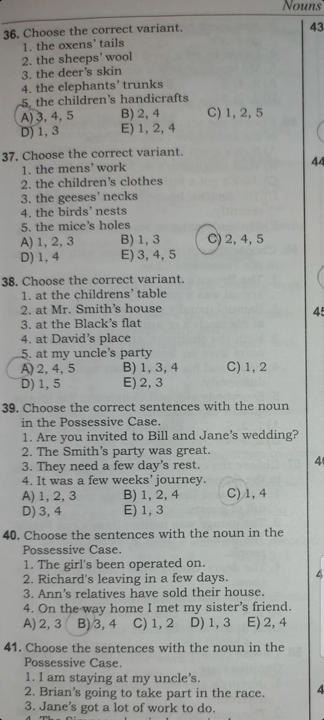 Nouns
36. Choose the correct variant.
1. the oxens' tails
2. the sheeps' wool
3. the deer's skin
4. the elephants' trunks
5. the children's handicrafts
A) 3, 4, 5 B) 2, 4 C) 1, 2, 5
D) 1, 3 E) 1, 2, 4
37. Choose the correct variant.
1. the mens' work
2. the children's clothes
3. the geeses' necks
4. the birds' nests
5. the mice's holes
A) 1, 2, 3 B) 1, 3 C) 2, 4, 5
D) 1, 4 E) 3, 4, 5
38. Choose the correct variant.
1. at the childrens' table
2. at Mr. Smith's house
3. at the Black's flat
4. at David's place
5. at my uncle's party
A) 2, 4, 5 B) 1, 3, 4 C) 1, 2
D) 1, 5 E) 2, 3
39. Choose the correct sentences with the noun
in the Possessive Case.
1. Are you invited to Bill and Jane's wedding?
2. The Smith's party was great.
3. They need a few day's rest.
4. It was a few weeks' journey.
A) 1, 2, 3 B) 1, 2, 4 C) 1, 4
D) 3, 4 E) 1, 3
40. Choose the sentences with the noun in the
Possessive Case.
1. The girl's been operated on.
2. Richard's leaving in a few days.
3. Ann's relatives have sold their house.
4. On the way home I met my sister's friend.
A) 2, 3 B) 3, 4 C) 1, 2 D) 1, 3 E) 2, 4
41. Choose the sentences with the noun in the
Possessive Case.
1. I am staying at my uncle's.
2. Brian's going to take part in the race.
3. Jane's got a lot of work to do.
43
44